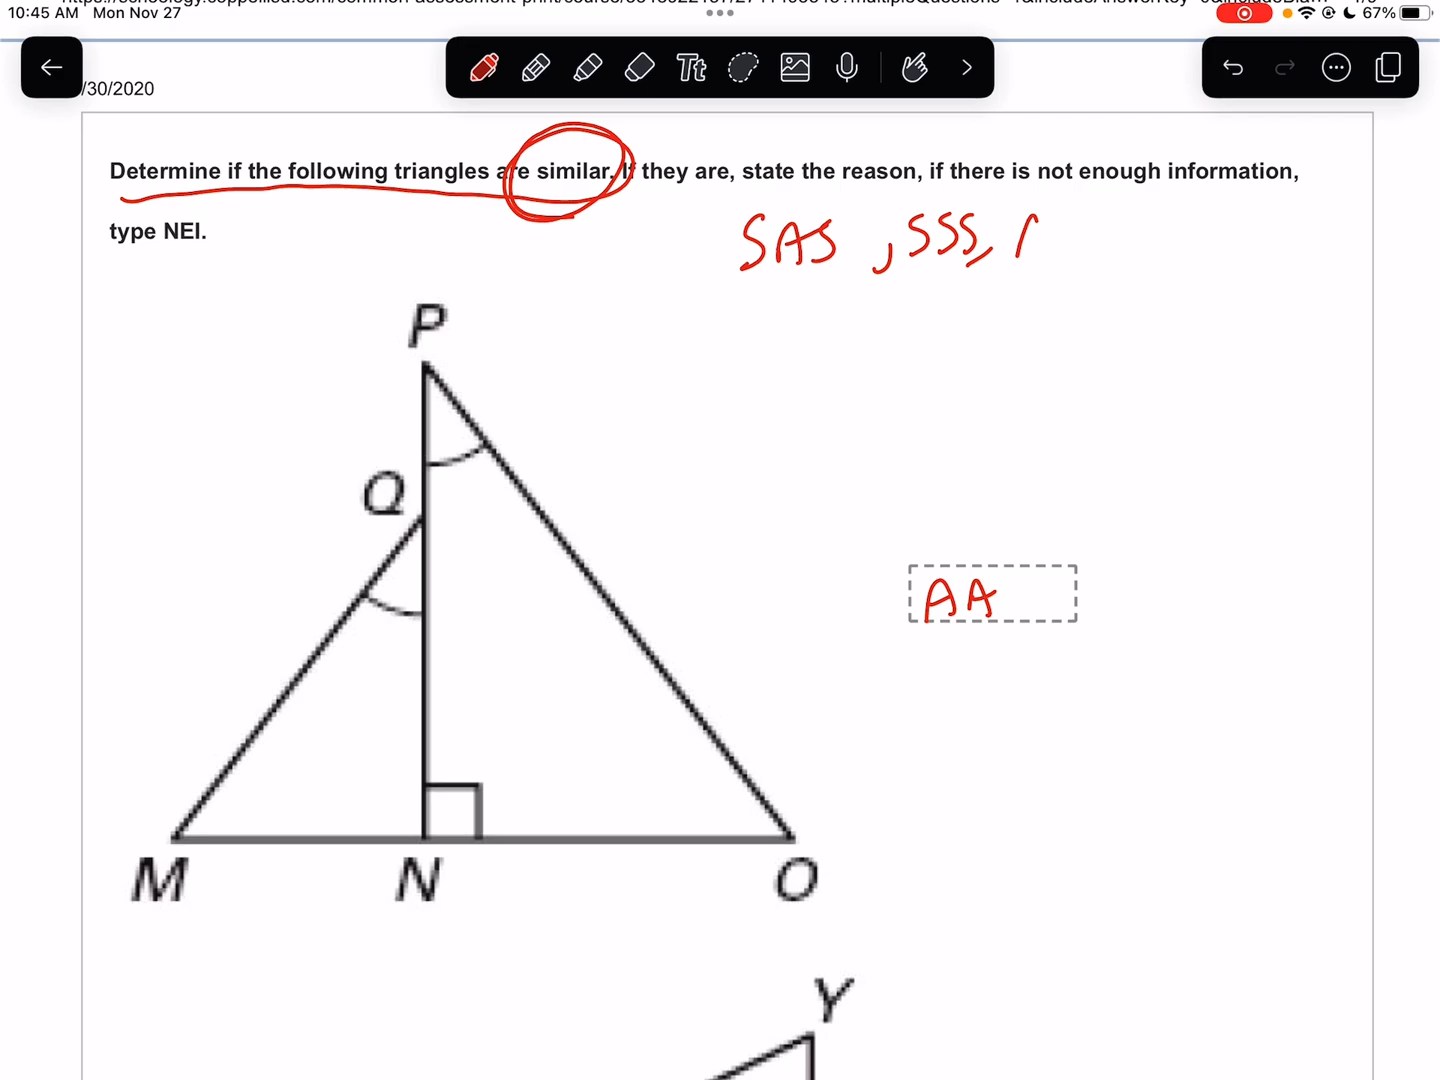 10:45 AM Mon Nov 27
67%
Tt
/30/2020
Determine if the following triangles are similar. If they are, state the reason, if there is not enough information,
type NEI.
SAS , SSS,
P
Q
AA
M N O
Y